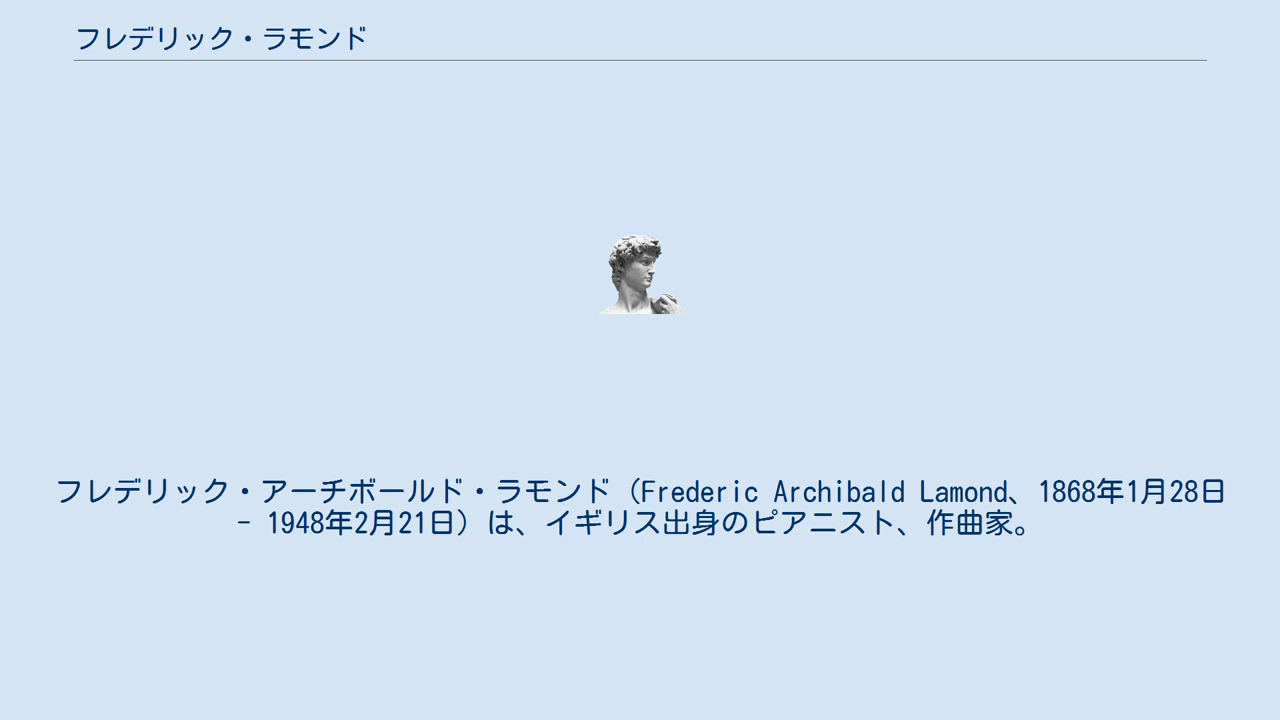 フレデリック・ラモンド
フレデリック・アーチボールド・ラモンド（Frederic Archibald Lamond、1868年1月28日
- 1948年2月21日）は、イギリス出身のピアニスト、作曲家。